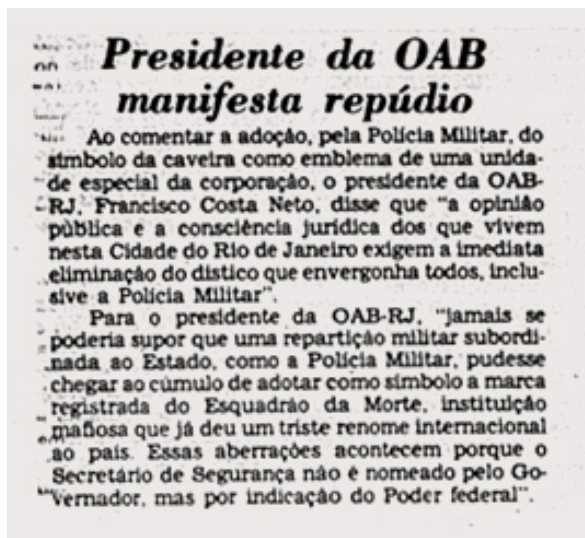 Presidente da OAB
manifesta repúdio
Ao comentar a adoção, pela Polícia Militar, do
símbolo da caveira como emblema de uma unida-
de especial da corporação, o presidente da OAB-
RJ, Francisco Costa Neto, disse que "a opinião
pública e a consciência jurídica dos que vivem
nesta Cidade do Rio de Janeiro exigem a imediata
eliminação do distico que envergonha todos, inclu-
sive a Polícia Militar".
Para o presidente da OAB-RJ, "jamais se
poderia supor que uma repartição militar subordi-
nada ao Estado, como a Polícia Militar, pudesse
chegar ao cúmulo de adotar como símbolo a marca
registrada do Esquadrão da Morte, instituição
mafiosa que já deu um triste renome internacional
ao país. Essas aberrações acontecem porque o
Secretário de Segurança não é nomeado pelo Go-
vernador, mas por indicação do Poder federal".